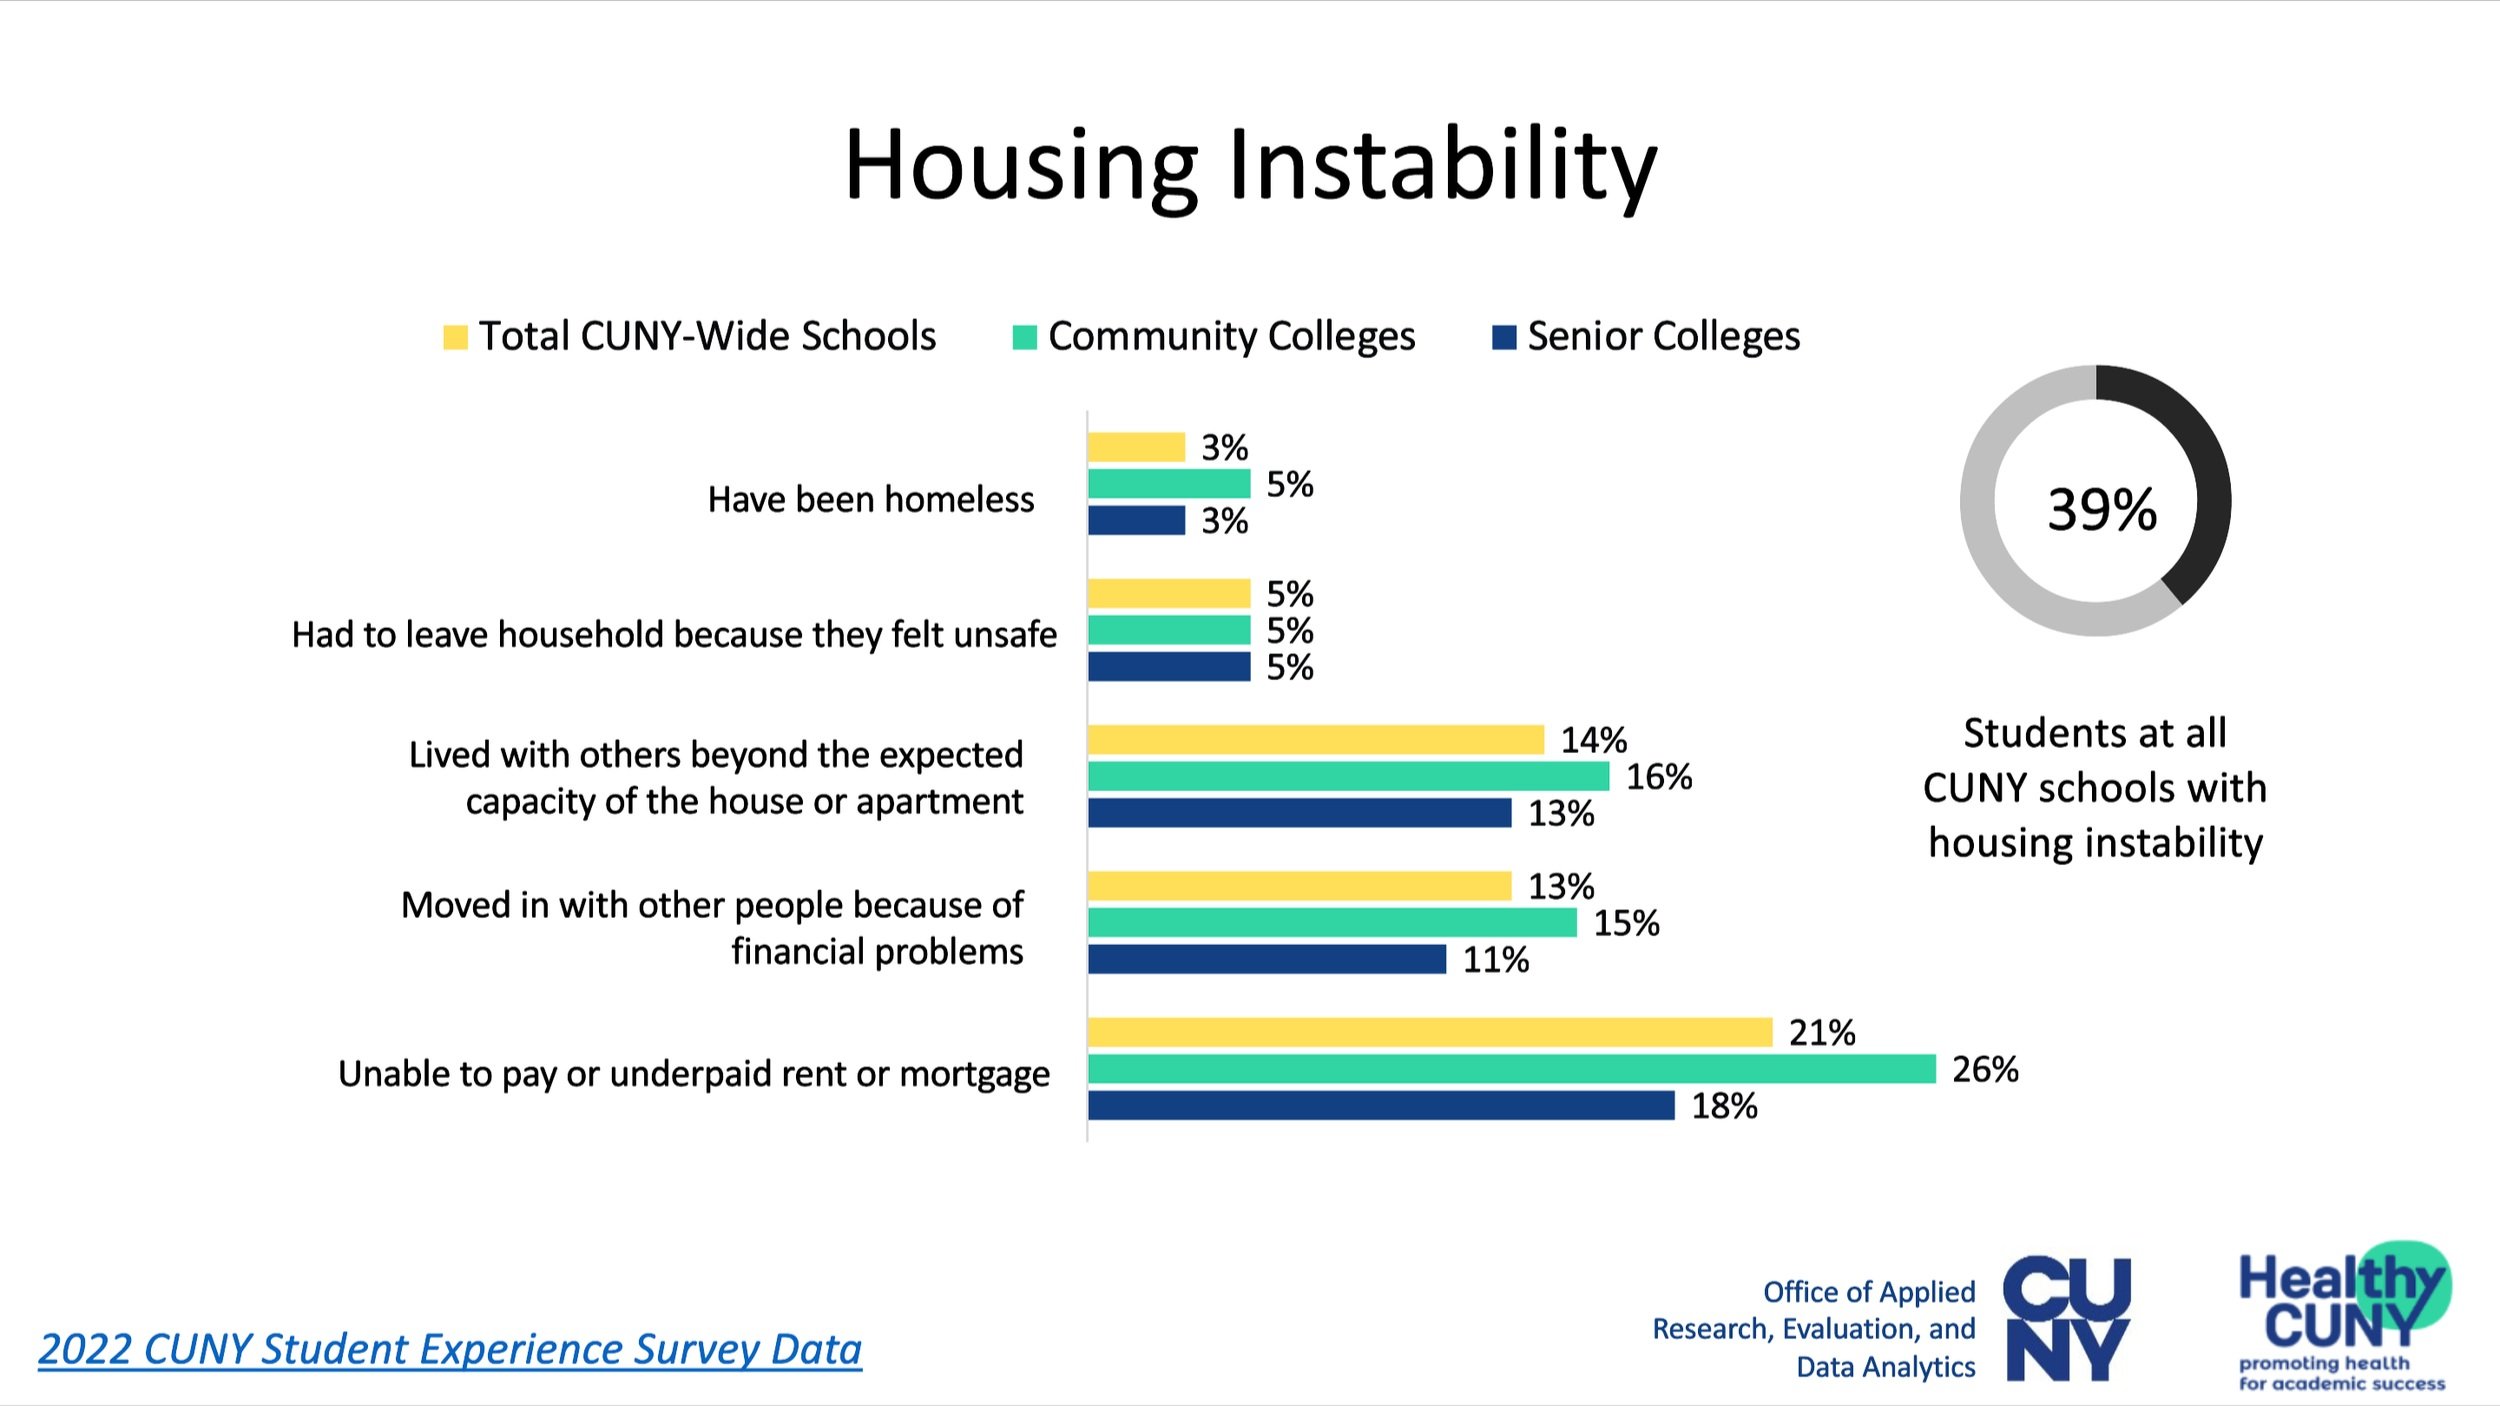 Housing Instability
Total CUNY-Wide Schools
Community Colleges
Senior Colleges
Have been homeless
3%
5%
3%
Had to leave household because they felt unsafe
5%
5%
5%
Lived with others beyond the expected
capacity of the house or apartment
14%
16%
13%
Moved in with other people because of
financial problems
13%
15%
11%
Unable to pay or underpaid rent or mortgage
21%
26%
18%
39%
Students at all
CUNY schools with
housing instability
2022 CUNY Student Experience Survey Data
Office of Applied
Research, Evaluation, and
Data Analytics
CU
NY
Healthy
CUNY
promoting health
for academic success